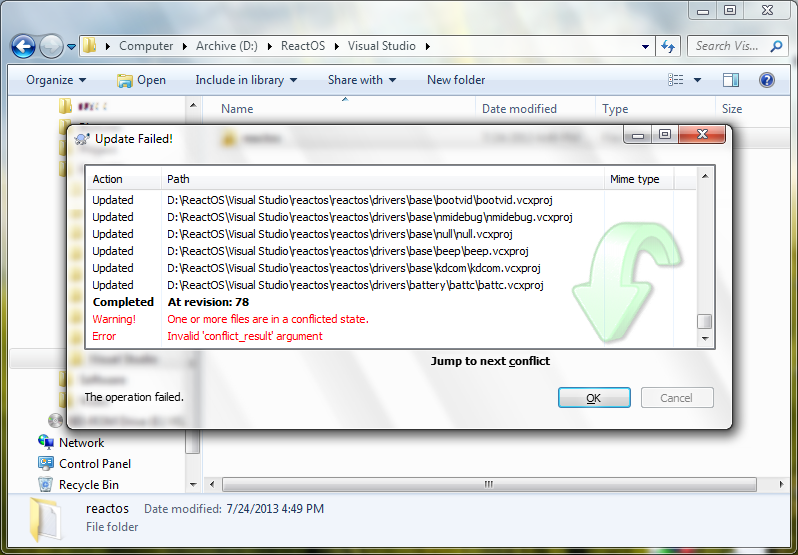 Computer ▸ Archive (D:) ▸ ReactOS ▸ Visual Studio ▸
Search Vis...
Organize Open Include in library Share with New folder
Name Date modified Type Size
Update Failed!
Action Path Mime type
Updated D:\ReactOS\Visual Studio\reactos\reactos\drivers\base\bootvid\bootvid.vcxproj
Updated D:\ReactOS\Visual Studio\reactos\reactos\drivers\base\nmidebug\nmidebug.vcxproj
Updated D:\ReactOS\Visual Studio\reactos\reactos\drivers\base\null\null.vcxproj
Updated D:\ReactOS\Visual Studio\reactos\reactos\drivers\base\beep\beep.vcxproj
Updated D:\ReactOS\Visual Studio\reactos\reactos\drivers\base\kdcom\kdcom.vcxproj
Updated D:\ReactOS\Visual Studio\reactos\reactos\drivers\battery\battc\battc.vcxproj
Completed At revision: 78
Warning! One or more files are in a conflicted state.
Error Invalid 'conflict_result' argument
Jump to next conflict
The operation failed.
OK Cancel
Network
Control Panel
Recycle Bin
reactos Date modified: 7/24/2013 4:49 PM
File folder